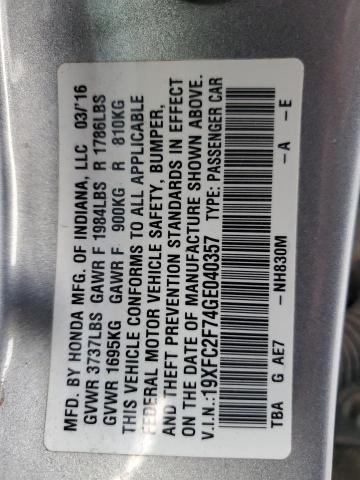 MFD. BY HONDA MFG. OF INDIANA, LLC 03/'16
GVWR 3737LBS GAWR F 1984LBS R 1786LBS
GVWR 1695KG GAWR F 900KG R 810KG
THIS VEHICLE CONFORMS TO ALL APPLICABLE
FEDERAL MOTOR VEHICLE SAFETY, BUMPER,
AND THEFT PREVENTION STANDARDS IN EFFECT
ON THE DATE OF MANUFACTURE SHOWN ABOVE.
V.I.N.:19XFC2F74GE040357 TYPE: PASSENGER CAR
TBA G AE7 -NH830M -A -E